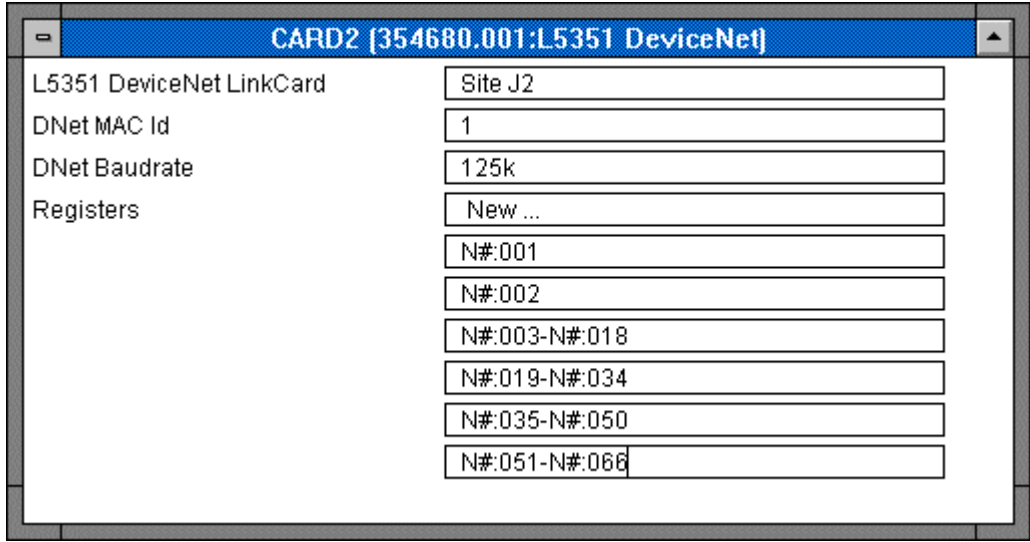 CARD2 (354680.001:L5351 DeviceNet)
L5351 DeviceNet LinkCard Site J2
DNet MAC Id 1
DNet Baudrate 125k
Registers New ...
N#:001
N#:002
N#:003-N#:018
N#:019-N#:034
N#:035-N#:050
N#:051-N#:066